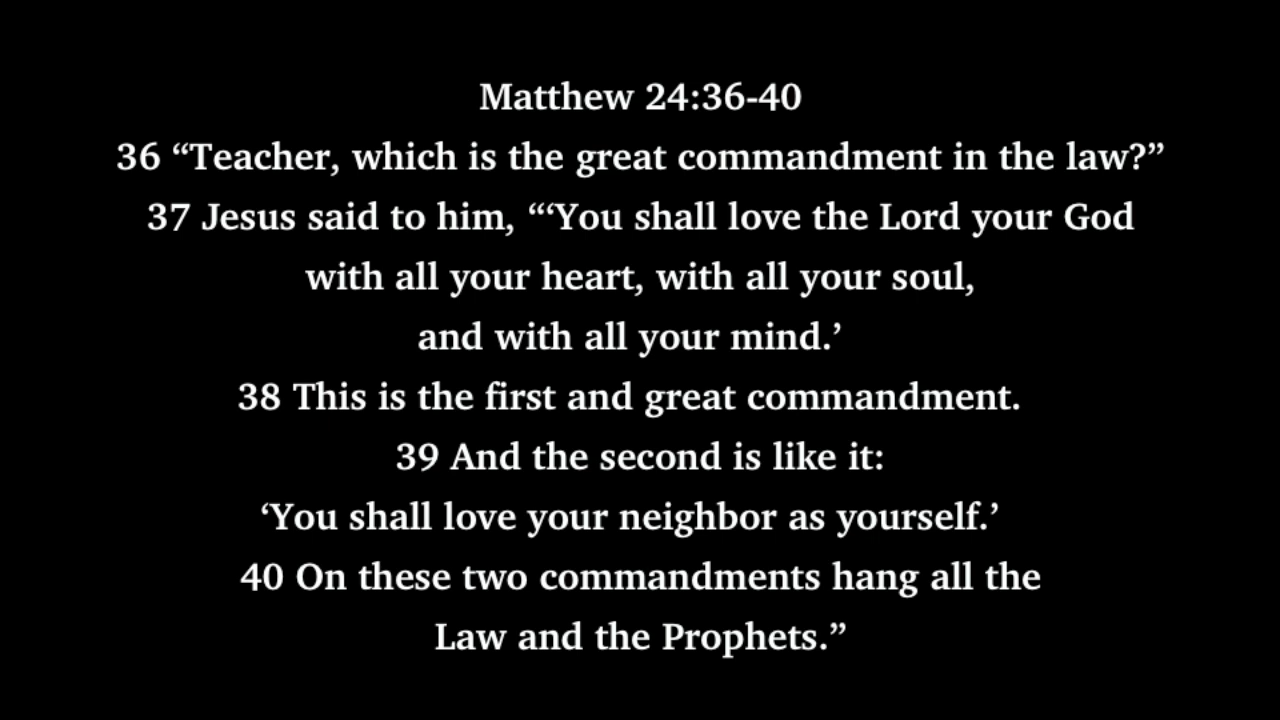 Matthew 24:36-40
36 “Teacher, which is the great commandment in the law?”
37 Jesus said to him, “‘You shall love the Lord your God
with all your heart, with all your soul,
and with all your mind.’
38 This is the first and great commandment.
39 And the second is like it:
‘You shall love your neighbor as yourself.’
40 On these two commandments hang all the
Law and the Prophets.”